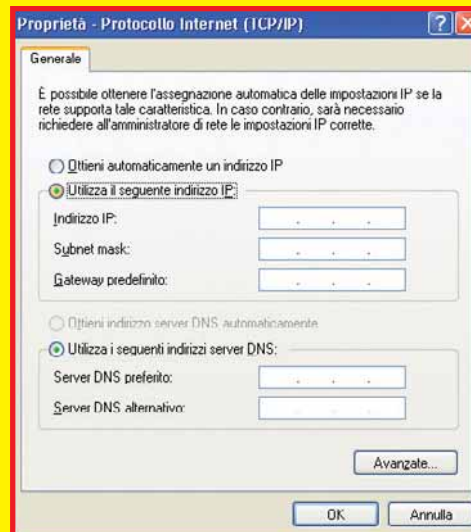 Proprietà - Protocollo Internet (TCP/IP)
Generale
È possibile ottenere l'assegnazione automatica delle impostazioni IP se la
rete supporta tale caratteristica. In caso contrario, sarà necessario
richiedere all'amministratore di rete le impostazioni IP corrette.
Ottieni automaticamente un indirizzo IP
Utilizza il seguente indirizzo IP:
Indirizzo IP:
Subnet mask:
Gateway predefinito:
Ottieni indirizzo server DNS automaticamente
Utilizza i seguenti indirizzi server DNS:
Server DNS preferito:
Server DNS alternativo:
Avanzate...
OK Annulla